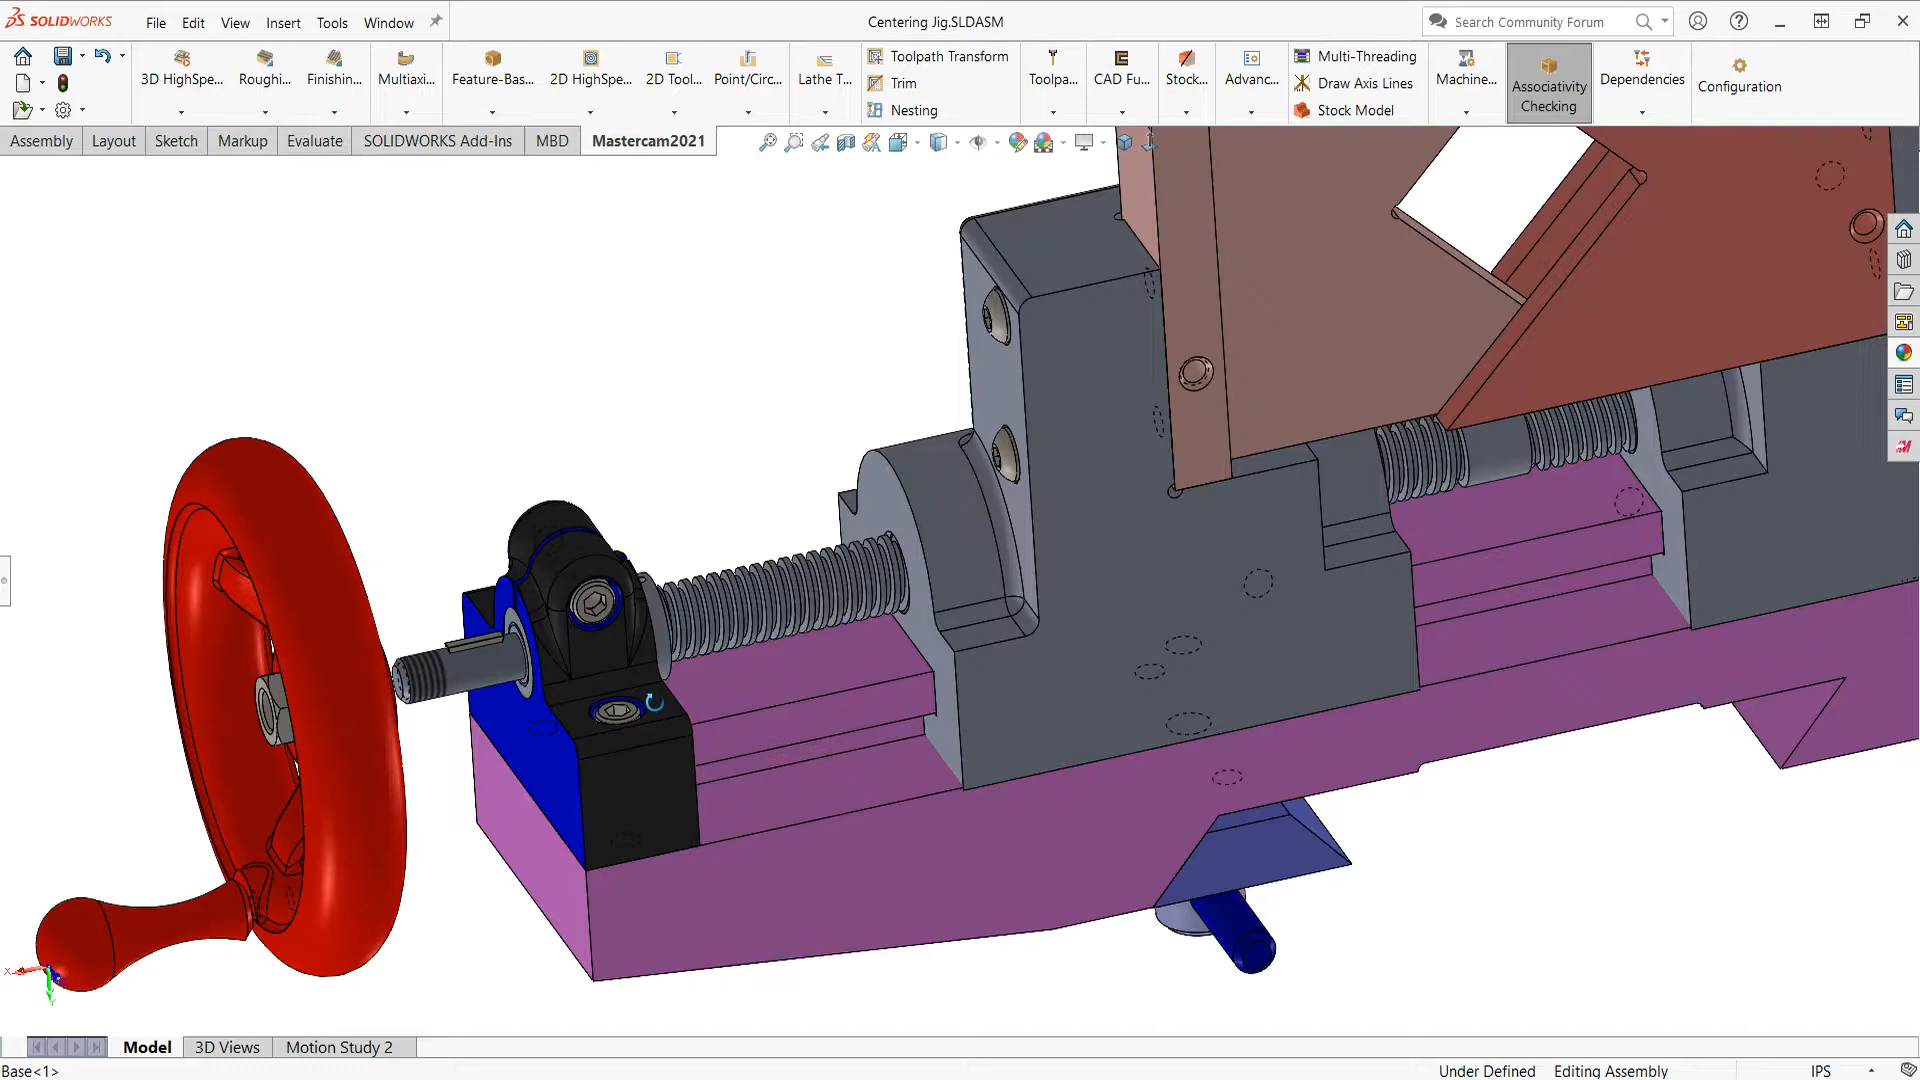 SOLIDWORKS
File Edit View Insert Tools Window
Centering Jig.SLDASM
Search Community Forum
3D HighSpe... Roughi... Finishin... Multiaxi... Feature-Bas... 2D HighSpe... 2D Tool... Point/Circ... Lathe T...
Toolpath Transform
Trim
Nesting
Toolpa... CAD Fu... Stock... Advanc...
Multi-Threading
Draw Axis Lines
Stock Model
Machine...
Associativity
Checking
Dependencies
Configuration
Assembly Layout Sketch Markup Evaluate SOLIDWORKS Add-Ins MBD Mastercam2021
X
Y
Model 3D Views Motion Study 2
Base<1>
Under Defined Editing Assembly IPS